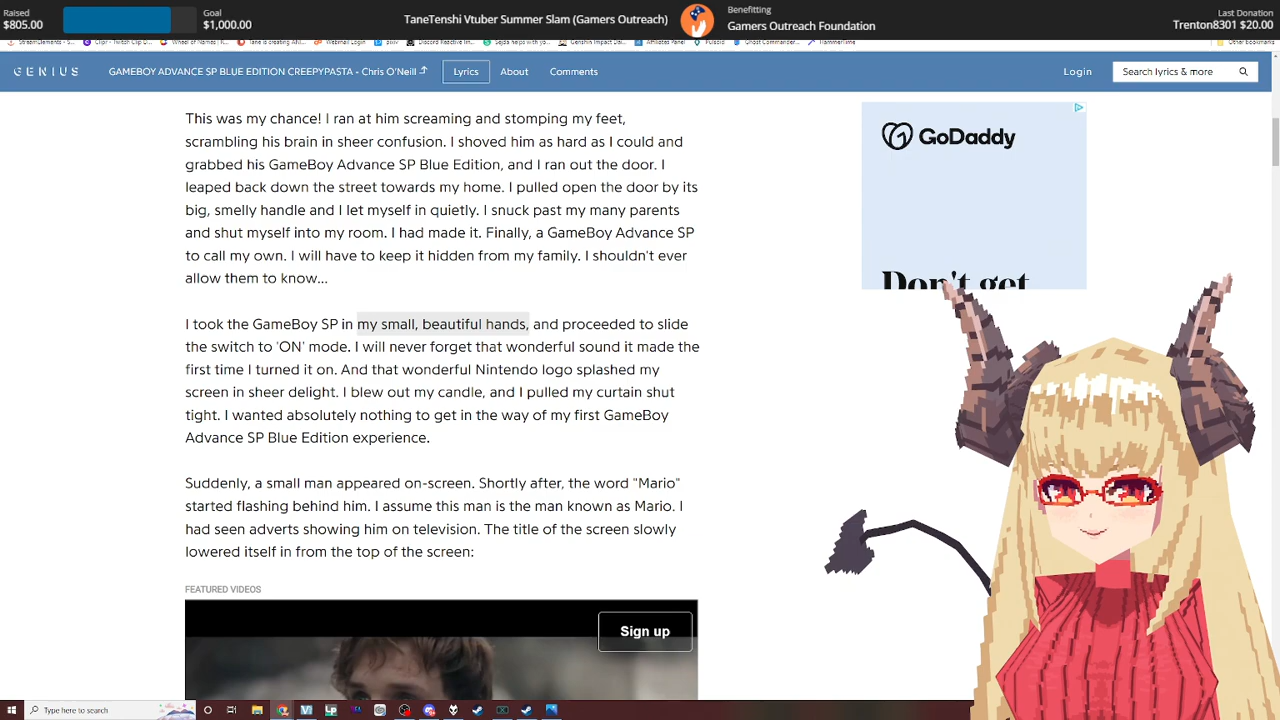 Raised
$805.00
Goal
$1,000.00
TaneTenshi Vtuber Summer Slam (Gamers Outreach)
Benefitting
Gamers Outreach Foundation
Last Donation
Trenton8301 $20.00
GENIUS
GAMEBOY ADVANCE SP BLUE EDITION CREEPYPASTA - Chris O'Neill
Lyrics
About
Comments
Login
Search lyrics & more
This was my chance! I ran at him screaming and stomping my feet,
scrambling his brain in sheer confusion. I shoved him as hard as I could and
grabbed his GameBoy Advance SP Blue Edition, and I ran out the door. I
leaped back down the street towards my home. I pulled open the door by its
big, smelly handle and I let myself in quietly. I snuck past my many parents
and shut myself into my room. I had made it. Finally, a GameBoy Advance SP
to call my own. I will have to keep it hidden from my family. I shouldn't ever
allow them to know...
I took the GameBoy SP in my small, beautiful hands, and proceeded to slide
the switch to 'ON' mode. I will never forget that wonderful sound it made the
first time I turned it on. And that wonderful Nintendo logo splashed my
screen in sheer delight. I blew out my candle, and I pulled my curtain shut
tight. I wanted absolutely nothing to get in the way of my first GameBoy
Advance SP Blue Edition experience.
Suddenly, a small man appeared on-screen. Shortly after, the word "Mario"
started flashing behind him. I assume this man is the man known as Mario. I
had seen adverts showing him on television. The title of the screen slowly
lowered itself in from the top of the screen:
FEATURED VIDEOS
Sign up
GoDaddy
Don't get
Type here to search